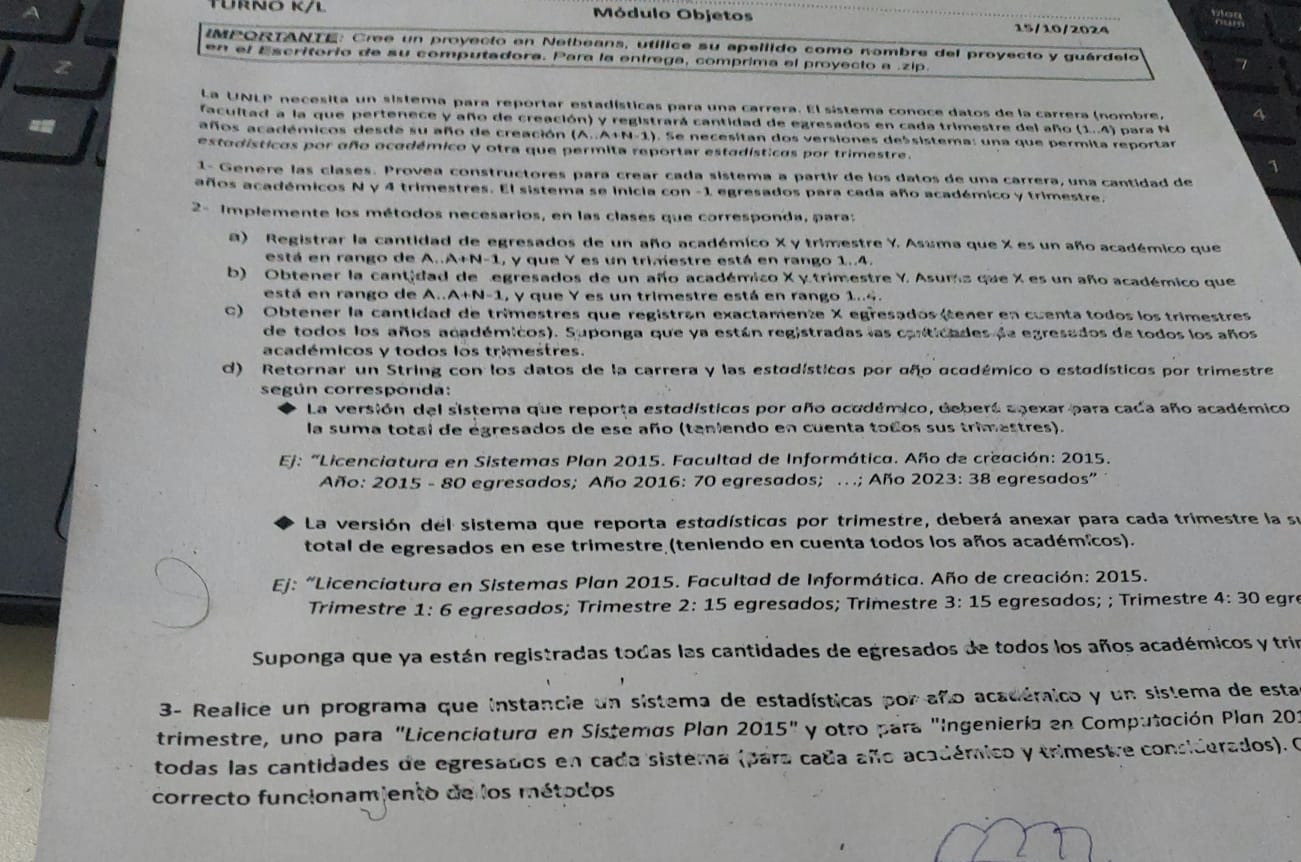 TURNO K/L
Módulo Objetos
15/10/2024
IMPORTANTE: Cree un proyecto en Netbeans, utilice su apellido como nombre del proyecto y guárdelo
en el Escritorio de su computadora. Para la entrega, comprima el proyecto a .zip.
La UNLP necesita un sistema para reportar estadísticas para una carrera. El sistema conoce datos de la carrera (nombre,
facultad a la que pertenece y año de creación) y registrará cantidad de egresados en cada trimestre del año (1..4) para N
años académicos desde su año de creación (A..A+N-1). Se necesitan dos versiones del sistema: una que permita reportar
estadísticas por año académico y otra que permita reportar estadísticas por trimestre.
1- Genere las clases. Provea constructores para crear cada sistema a partir de los datos de una carrera, una cantidad de
años académicos N y 4 trimestres. El sistema se inicia con -1 egresados para cada año académico y trimestre.
2- Implemente los métodos necesarios, en las clases que corresponda, para:
a) Registrar la cantidad de egresados de un año académico X y trimestre Y. Asuma que X es un año académico que
está en rango de A..A+N-1, y que Y es un trimestre está en rango 1..4.
b) Obtener la cantidad de egresados de un año académico X y trimestre Y. Asuma que X es un año académico que
está en rango de A..A+N-1, y que Y es un trimestre está en rango 1..4.
c) Obtener la cantidad de trimestres que registran exactamente X egresados (tener en cuenta todos los trimestres
de todos los años académicos). Suponga que ya están registradas las cantidades de egresados de todos los años
académicos y todos los trimestres.
d) Retornar un String con los datos de la carrera y las estadísticas por año académico o estadísticas por trimestre
según corresponda:
◆ La versión del sistema que reporta estadísticas por año académico, deberá anexar para cada año académico
la suma total de egresados de ese año (teniendo en cuenta todos sus trimestres).
Ej: "Licenciatura en Sistemas Plan 2015. Facultad de Informática. Año de creación: 2015.
Año: 2015 - 80 egresados; Año 2016: 70 egresados; ...; Año 2023: 38 egresados"
◆ La versión del sistema que reporta estadísticas por trimestre, deberá anexar para cada trimestre la su
total de egresados en ese trimestre (teniendo en cuenta todos los años académicos).
Ej: "Licenciatura en Sistemas Plan 2015. Facultad de Informática. Año de creación: 2015.
Trimestre 1: 6 egresados; Trimestre 2: 15 egresados; Trimestre 3: 15 egresados; ; Trimestre 4: 30 egre
Suponga que ya están registradas todas las cantidades de egresados de todos los años académicos y trim
3- Realice un programa que instancie un sistema de estadísticas por año académico y un sistema de esta
trimestre, uno para "Licenciatura en Sistemas Plan 2015" y otro para "Ingeniería en Computación Plan 201
todas las cantidades de egresados en cada sistema (para cada año académico y trimestre considerados). C
correcto funcionamiento de los métodos
A
Z
num
7
4
1